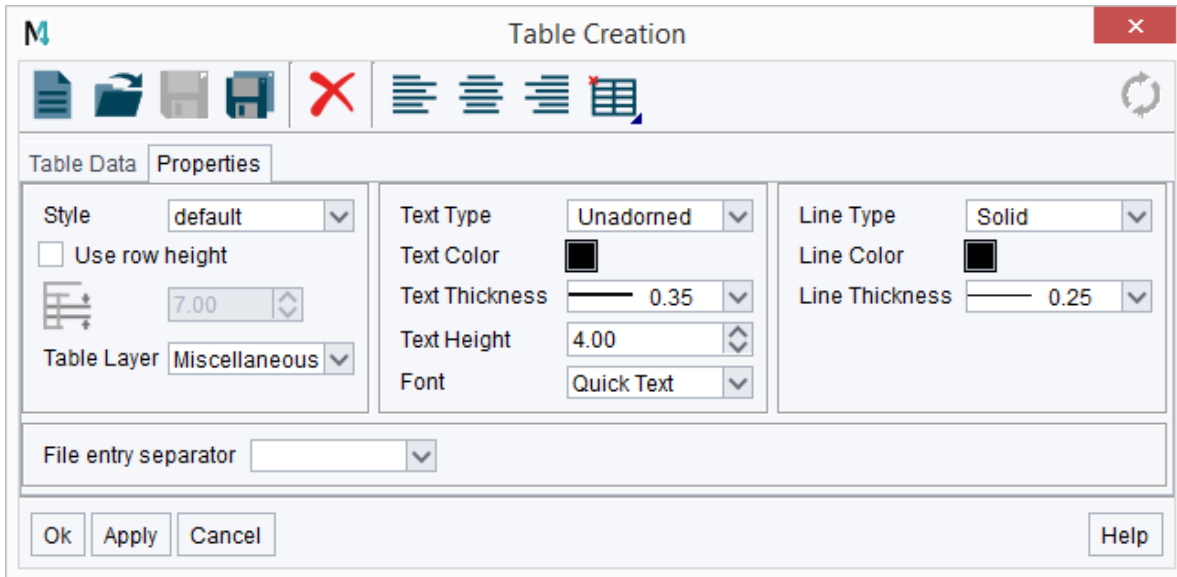 Table Creation
Table Data Properties
Style default
Use row height
7.00
Table Layer Miscellaneous
Text Type Unadorned
Text Color
Text Thickness 0.35
Text Height 4.00
Font Quick Text
Line Type Solid
Line Color
Line Thickness 0.25
File entry separator
Ok Apply Cancel Help